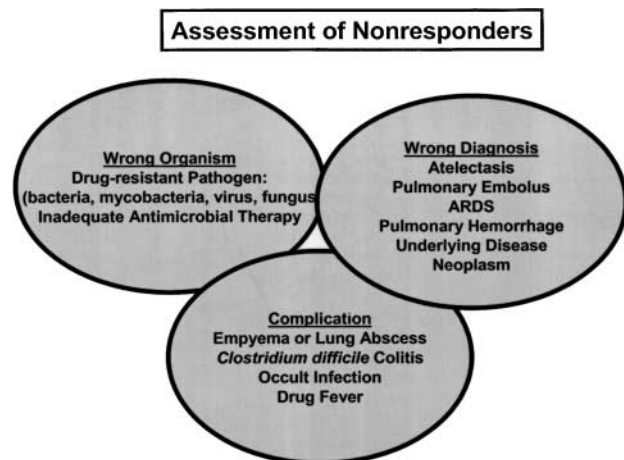 Assessment of Nonresponders
Wrong Organism
Drug-resistant Pathogen:
(bacteria, mycobacteria, virus, fungus
Inadequate Antimicrobial Therapy
Wrong Diagnosis
Atelectasis
Pulmonary Embolus
ARDS
Pulmonary Hemorrhage
Underlying Disease
Neoplasm
Complication
Empyema or Lung Abscess
Clostridium difficile Colitis
Occult Infection
Drug Fever